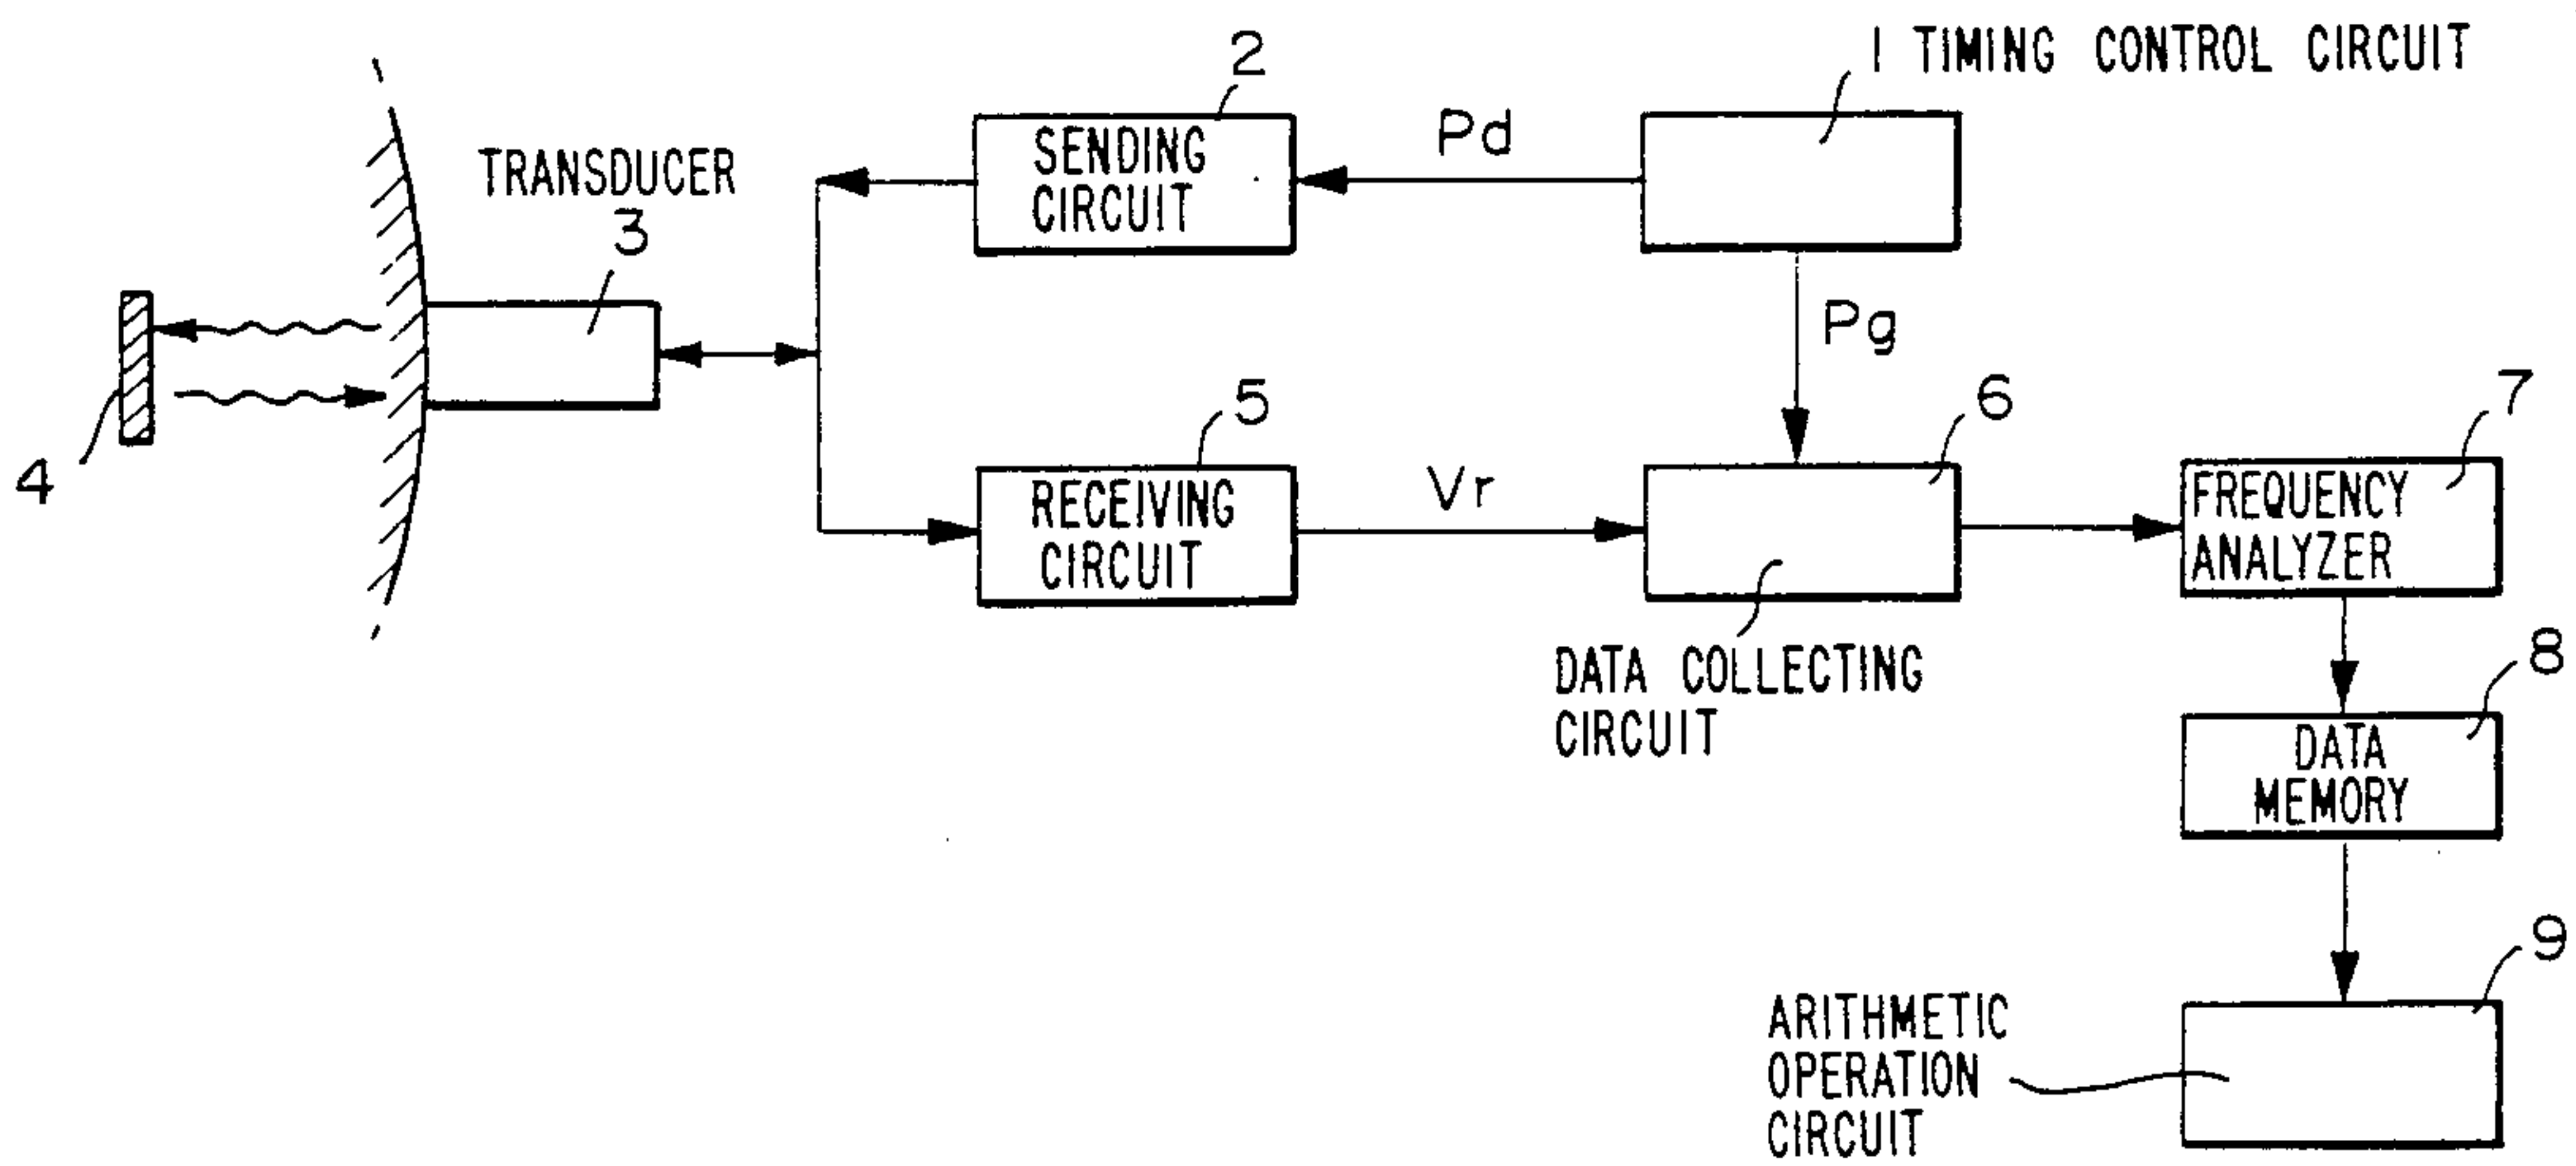 1 TIMING CONTROL CIRCUIT
2
SENDING
CIRCUIT
Pd
TRANSDUCER
3
Pg
4
5
RECEIVING
CIRCUIT
Vr
6
DATA COLLECTING
CIRCUIT
7
FREQUENCY
ANALYZER
8
DATA
MEMORY
9
ARITHMETIC
OPERATION
CIRCUIT